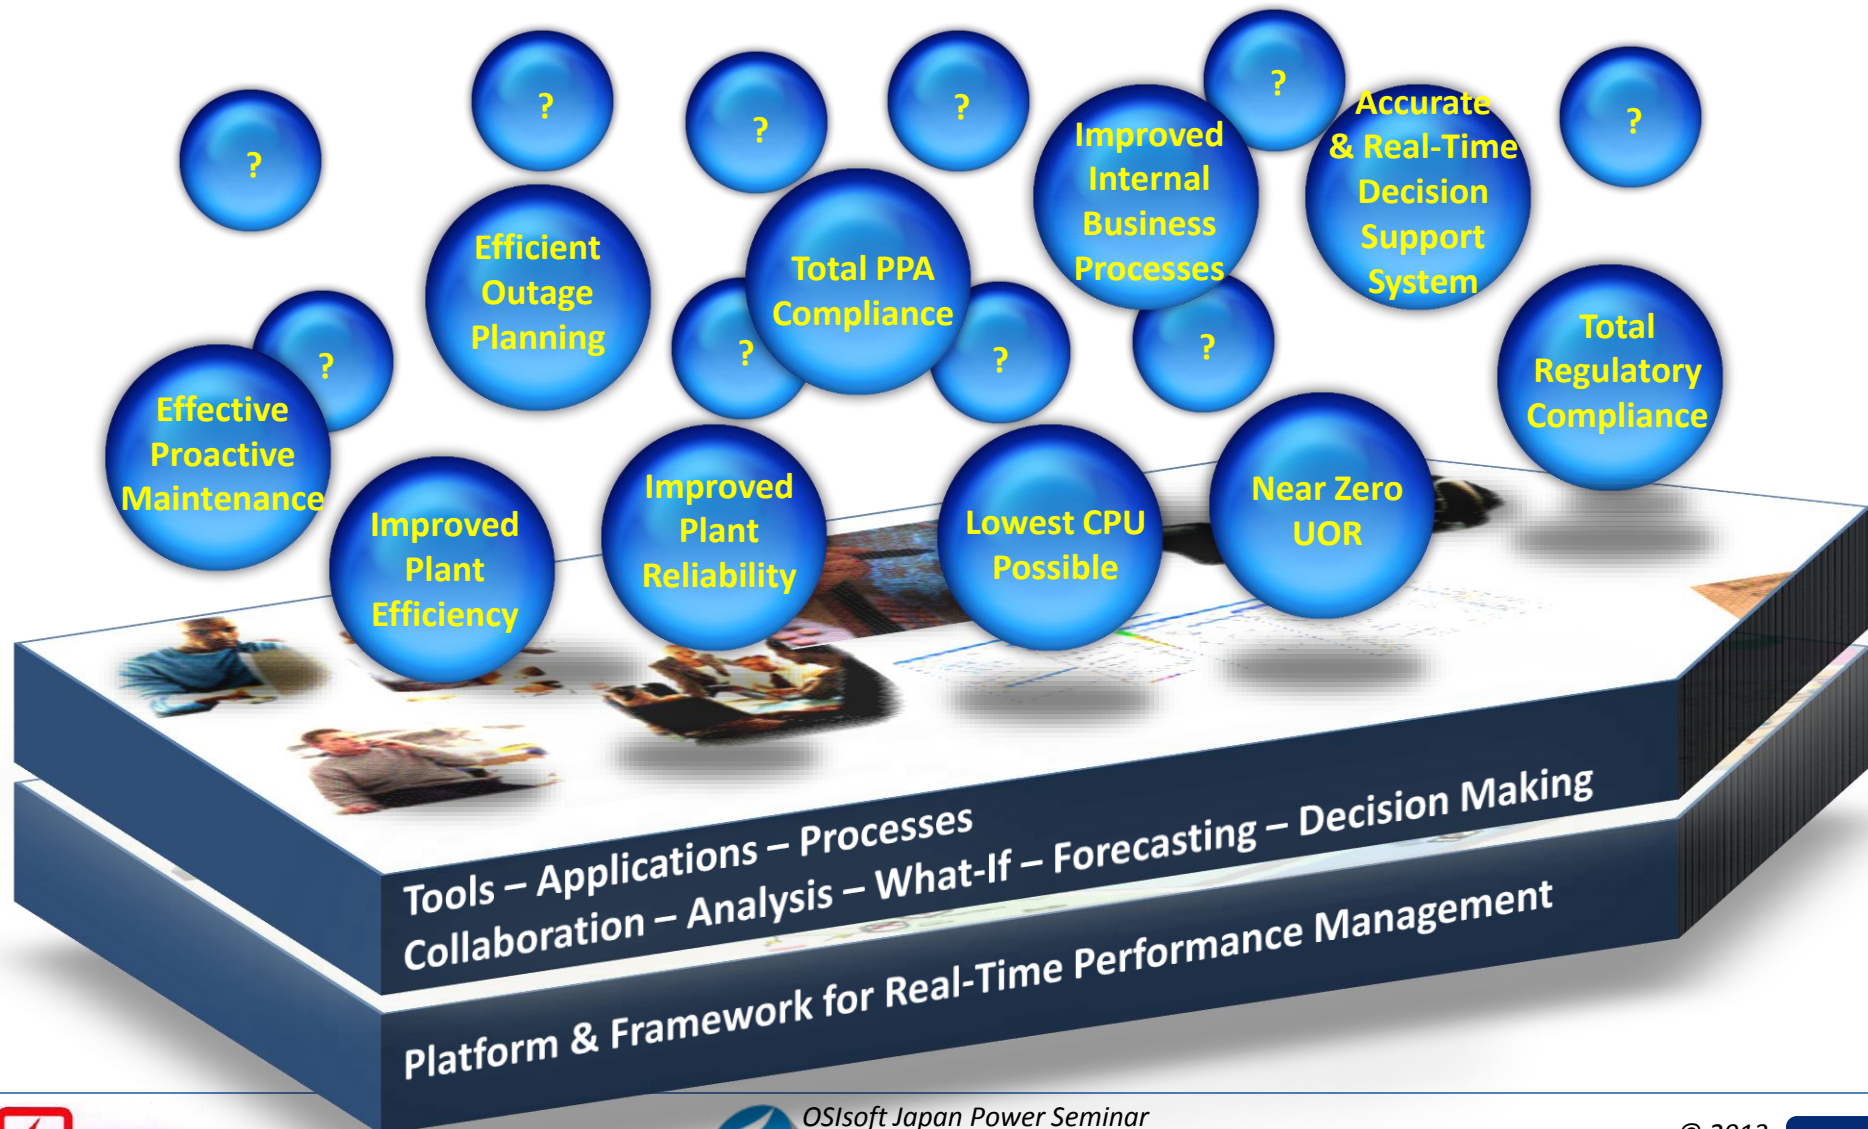 ?
?
?
?
?
?
?
Improved
Internal
Business
Processes
Accurate
& Real-Time
Decision
Support
System
Efficient
Outage
Planning
Total PPA
Compliance
?
?
?
?
Total
Regulatory
Compliance
Effective
Proactive
Maintenance
Improved
Plant
Efficiency
Improved
Plant
Reliability
Lowest CPU
Possible
Near Zero
UOR
Tools – Applications – Processes
Collaboration – Analysis – What-If – Forecasting – Decision Making
Platform & Framework for Real-Time Performance Management
OSIsoft Japan Power Seminar